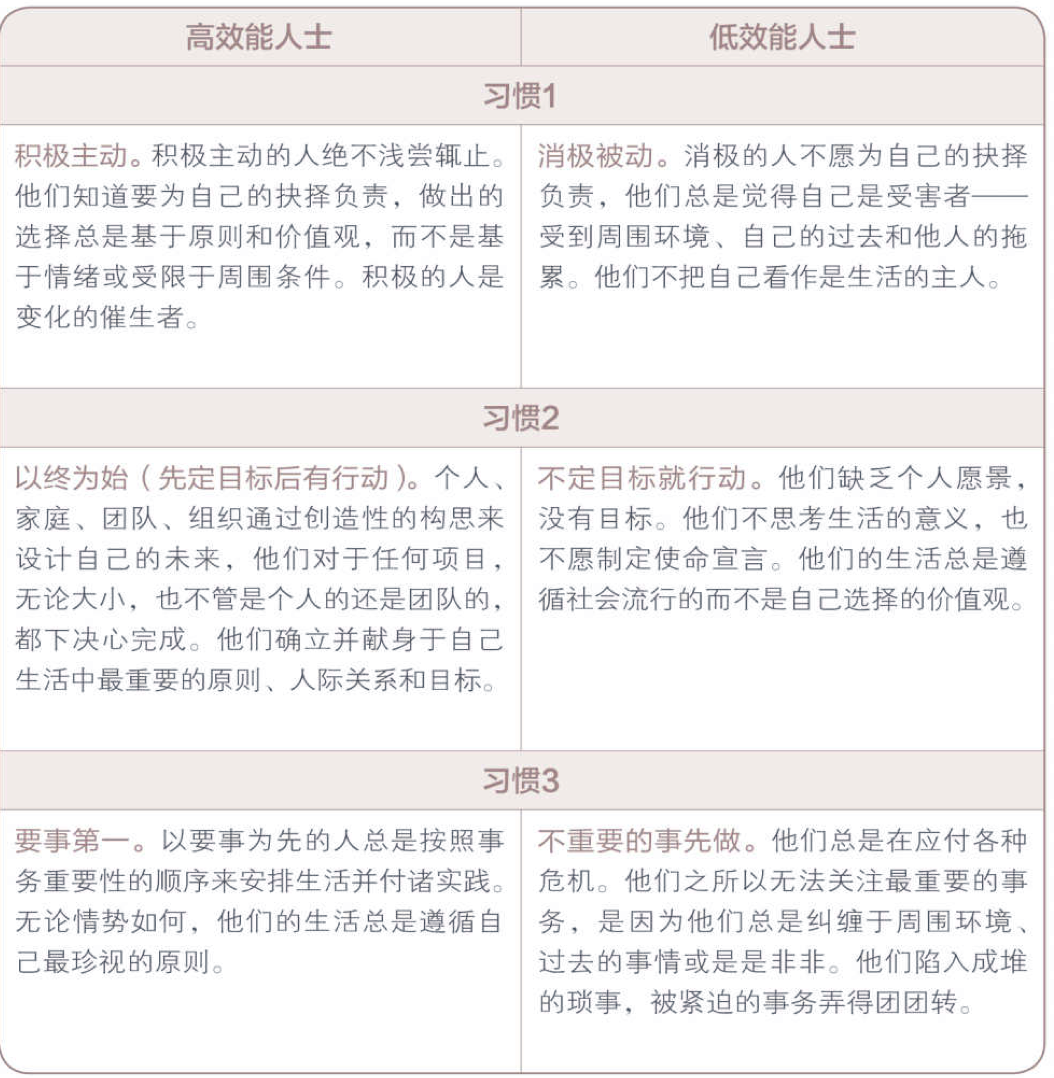 高效能人士
低效能人士
习惯1
积极主动。积极主动的人绝不浅尝辄止。
他们知道要为自己的抉择负责，做出的
选择总是基于原则和价值观，而不是基
于情绪或受限于周围条件。积极的人是
变化的催生者。
消极被动。消极的人不愿为自己的抉择
负责，他们总是觉得自己是受害者——
受到周围环境、自己的过去和他人的拖
累。他们不把自己看作是生活的主人。
习惯2
以终为始（先定目标后有行动）。个人、
家庭、团队、组织通过创造性的构思来
设计自己的未来，他们对于任何项目，
无论大小，也不管是个人的还是团队的，
都下决心完成。他们确立并献身于自己
生活中最重要的原则、人际关系和目标。
不定目标就行动。他们缺乏个人愿景，
没有目标。他们不思考生活的意义，也
不愿制定使命宣言。他们的生活总是遵
循社会流行的而不是自己选择的价值观。
习惯3
要事第一。以要事为先的人总是按照事
务重要性的顺序来安排生活并付诸实践。
无论情势如何，他们的生活总是遵循自
己最珍视的原则。
不重要的事先做。他们总是在应付各种
危机。他们之所以无法关注最重要的事
务，是因为他们总是纠缠于周围环境、
过去的事情或是是非非。他们陷入成堆
的琐事，被紧迫的事务弄得团团转。